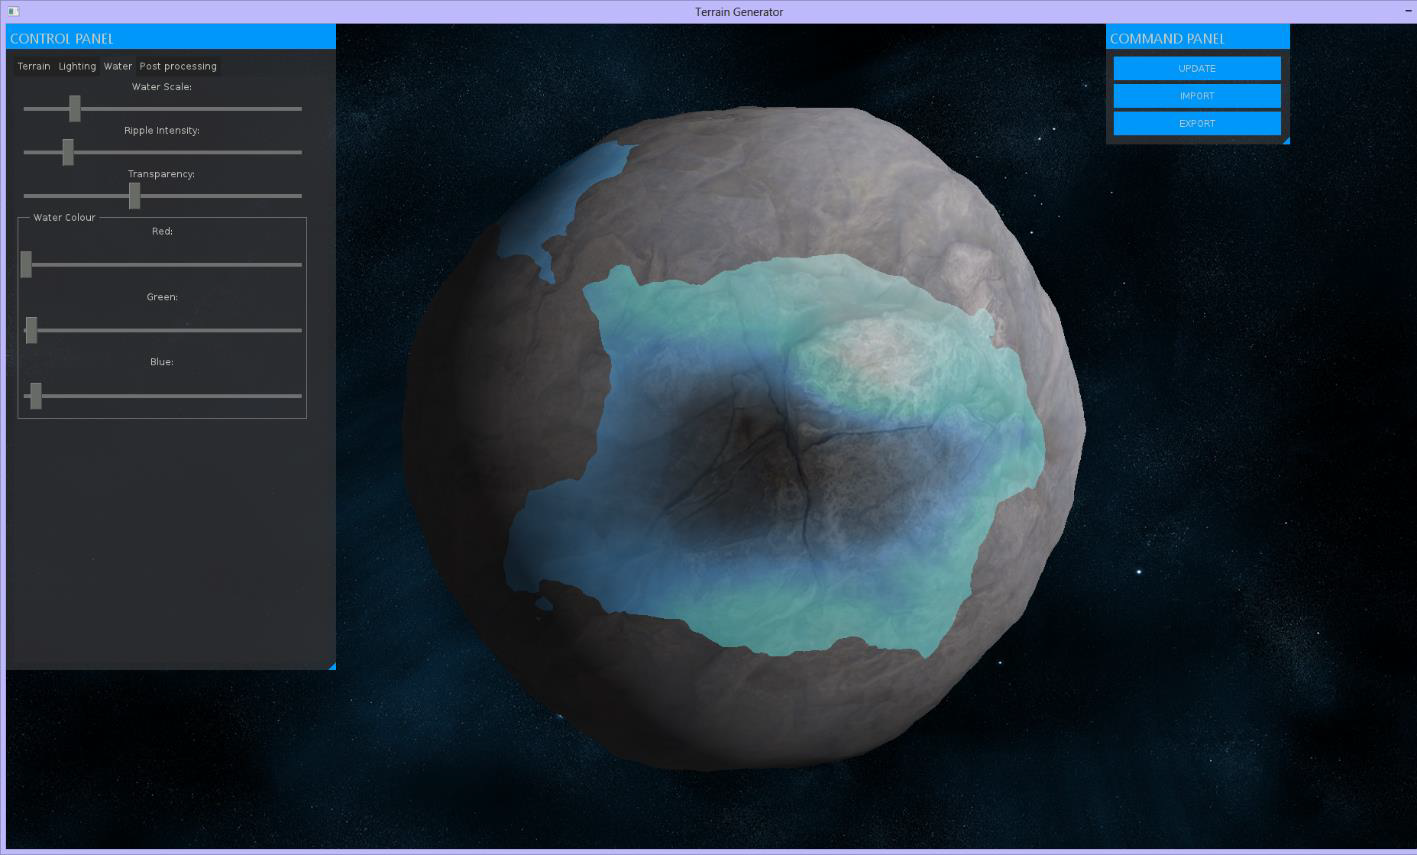 Terrain Generator
CONTROL PANEL
Terrain Lighting Water Post processing
Water Scale:
Ripple Intensity:
Transparency:
Water Colour
Red:
Green:
Blue:
COMMAND PANEL
UPDATE
IMPORT
EXPORT